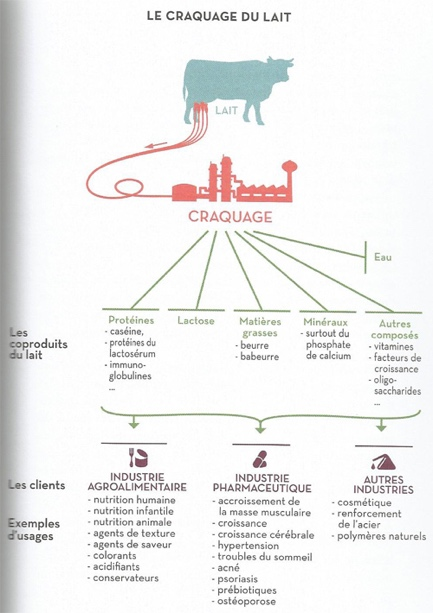 LE CRAQUAGE DU LAIT
LAIT
CRAQUAGE
Eau
Les
coproduits
du lait
Protéines
- caséine,
- protéines du
lactosérum
- immuno-
globulines
...
Lactose
Matières
grasses
- beurre
- babeurre
Minéraux
- surtout du
phosphate
de calcium
Autres
composés
- vitamines
- facteurs de
croissance
- oligo-
saccharides
...
Les clients
Exemples
d'usages
INDUSTRIE
AGROALIMENTAIRE
- nutrition humaine
- nutrition infantile
- nutrition animale
- agents de texture
- agents de saveur
- colorants
- acidifiants
- conservateurs
INDUSTRIE
PHARMACEUTIQUE
- accroissement de
la masse musculaire
- croissance
- croissance cérébrale
- hypertension
- troubles du sommeil
- acné
- psoriasis
- prébiotiques
- ostéoporose
AUTRES
INDUSTRIES
- cosmétique
- renforcement
de l'acier
- polymères naturels